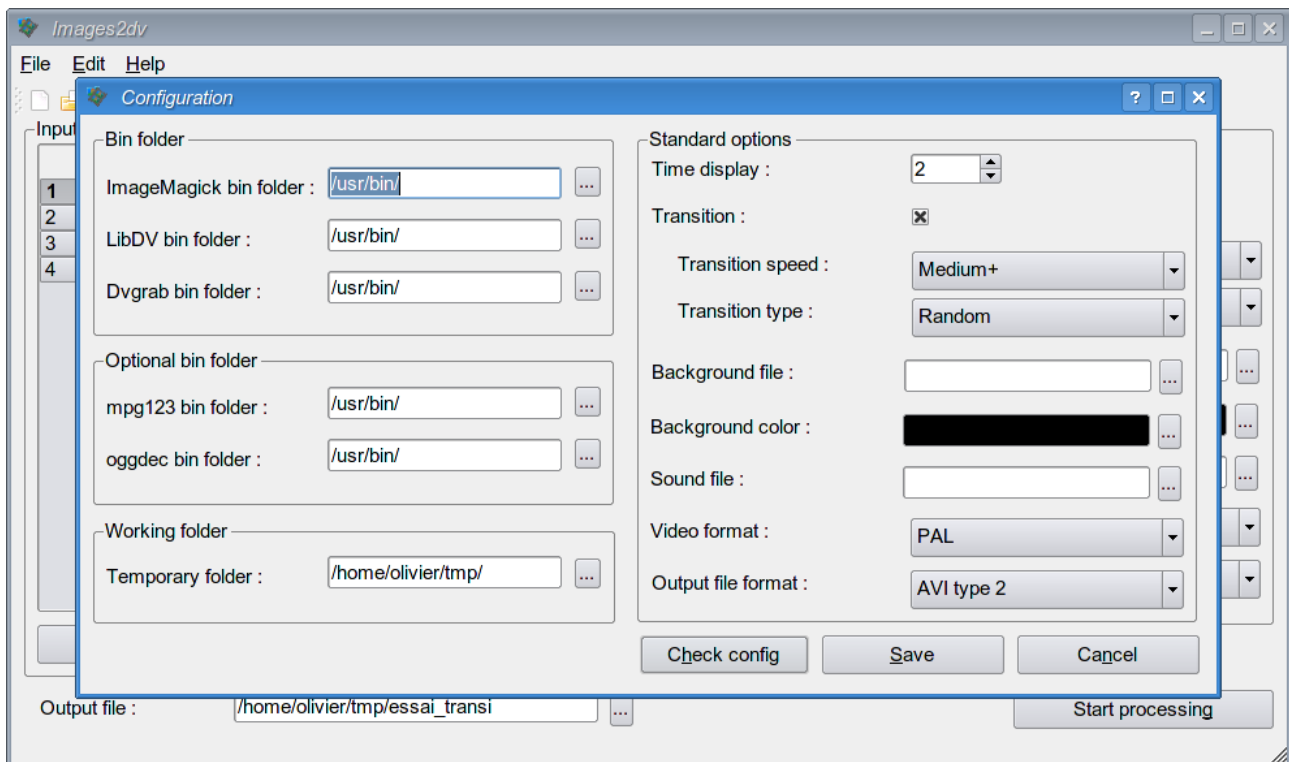 Images2dv
File Edit Help
Configuration
Input
1
2
3
4
Bin folder
ImageMagick bin folder : /usr/bin/ ...
LibDV bin folder : /usr/bin/ ...
Dvgrab bin folder : /usr/bin/ ...
Optional bin folder
mpg123 bin folder : /usr/bin/ ...
oggdec bin folder : /usr/bin/ ...
Working folder
Temporary folder : /home/olivier/tmp/ ...
Standard options
Time display : 2
Transition :
Transition speed : Medium+
Transition type : Random
Background file : ...
Background color : ...
Sound file : ...
Video format : PAL
Output file format : AVI type 2
Check config Save Cancel
...
...
...
Output file : /home/olivier/tmp/essai_transi ... Start processing